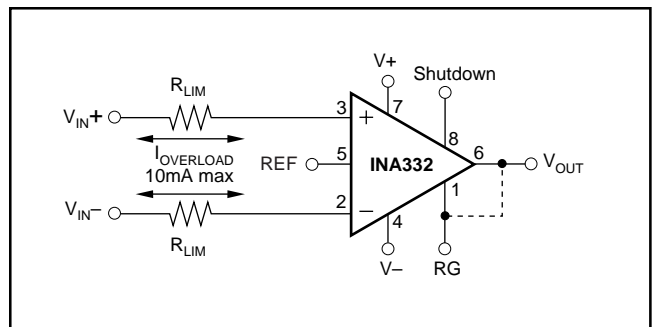 V+
Shutdown
R_LIM
V_IN+
3
+
7
8
I_OVERLOAD
10mA max
REF
5
INA332
6
V_OUT
1
V_IN−
2
−
4
R_LIM
V−
RG